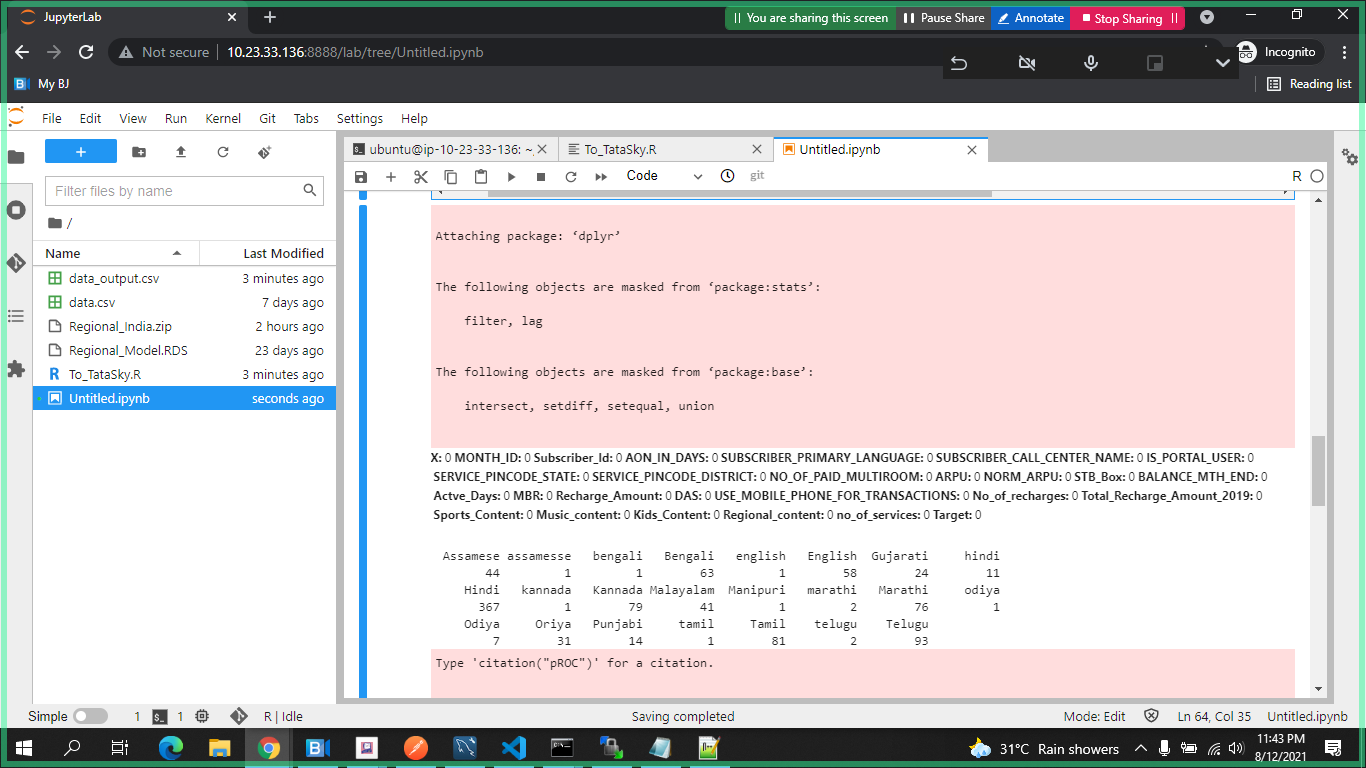 JupyterLab
You are sharing this screen
Pause Share
Annotate
Stop Sharing
Not secure
10.23.33.136:8888/lab/tree/Untitled.ipynb
Incognito
My BJ
Reading list
File Edit View Run Kernel Git Tabs Settings Help
ubuntu@ip-10-23-33-136: ~
To_TataSky.R
Untitled.ipynb
Code
git
R
Filter files by name
/
Name Last Modified
data_output.csv 3 minutes ago
data.csv 7 days ago
Regional_India.zip 2 hours ago
Regional_Model.RDS 23 days ago
To_TataSky.R 3 minutes ago
Untitled.ipynb seconds ago
Attaching package: ‘dplyr’
The following objects are masked from ‘package:stats’:
filter, lag
The following objects are masked from ‘package:base’:
intersect, setdiff, setequal, union
X: 0 MONTH_ID: 0 Subscriber_Id: 0 AON_IN_DAYS: 0 SUBSCRIBER_PRIMARY_LANGUAGE: 0 SUBSCRIBER_CALL_CENTER_NAME: 0 IS_PORTAL_USER: 0
SERVICE_PINCODE_STATE: 0 SERVICE_PINCODE_DISTRICT: 0 NO_OF_PAID_MULTIROOM: 0 ARPU: 0 NORM_ARPU: 0 STB_Box: 0 BALANCE_MTH_END: 0
Actve_Days: 0 MBR: 0 Recharge_Amount: 0 DAS: 0 USE_MOBILE_PHONE_FOR_TRANSACTIONS: 0 No_of_recharges: 0 Total_Recharge_Amount_2019: 0
Sports_Content: 0 Music_content: 0 Kids_Content: 0 Regional_content: 0 no_of_services: 0 Target: 0
Assamese assamesse bengali Bengali english English Gujarati hindi
44 1 1 63 1 58 24 11
Hindi kannada Kannada Malayalam Manipuri marathi Marathi odiya
367 1 79 41 1 2 76 1
Odiya Oriya Punjabi tamil Tamil telugu Telugu
7 31 14 1 81 2 93
Type 'citation("pROC")' for a citation.
Simple 1 1 R | Idle Saving completed Mode: Edit Ln 64, Col 35 Untitled.ipynb
31°C Rain showers
11:43 PM
8/12/2021